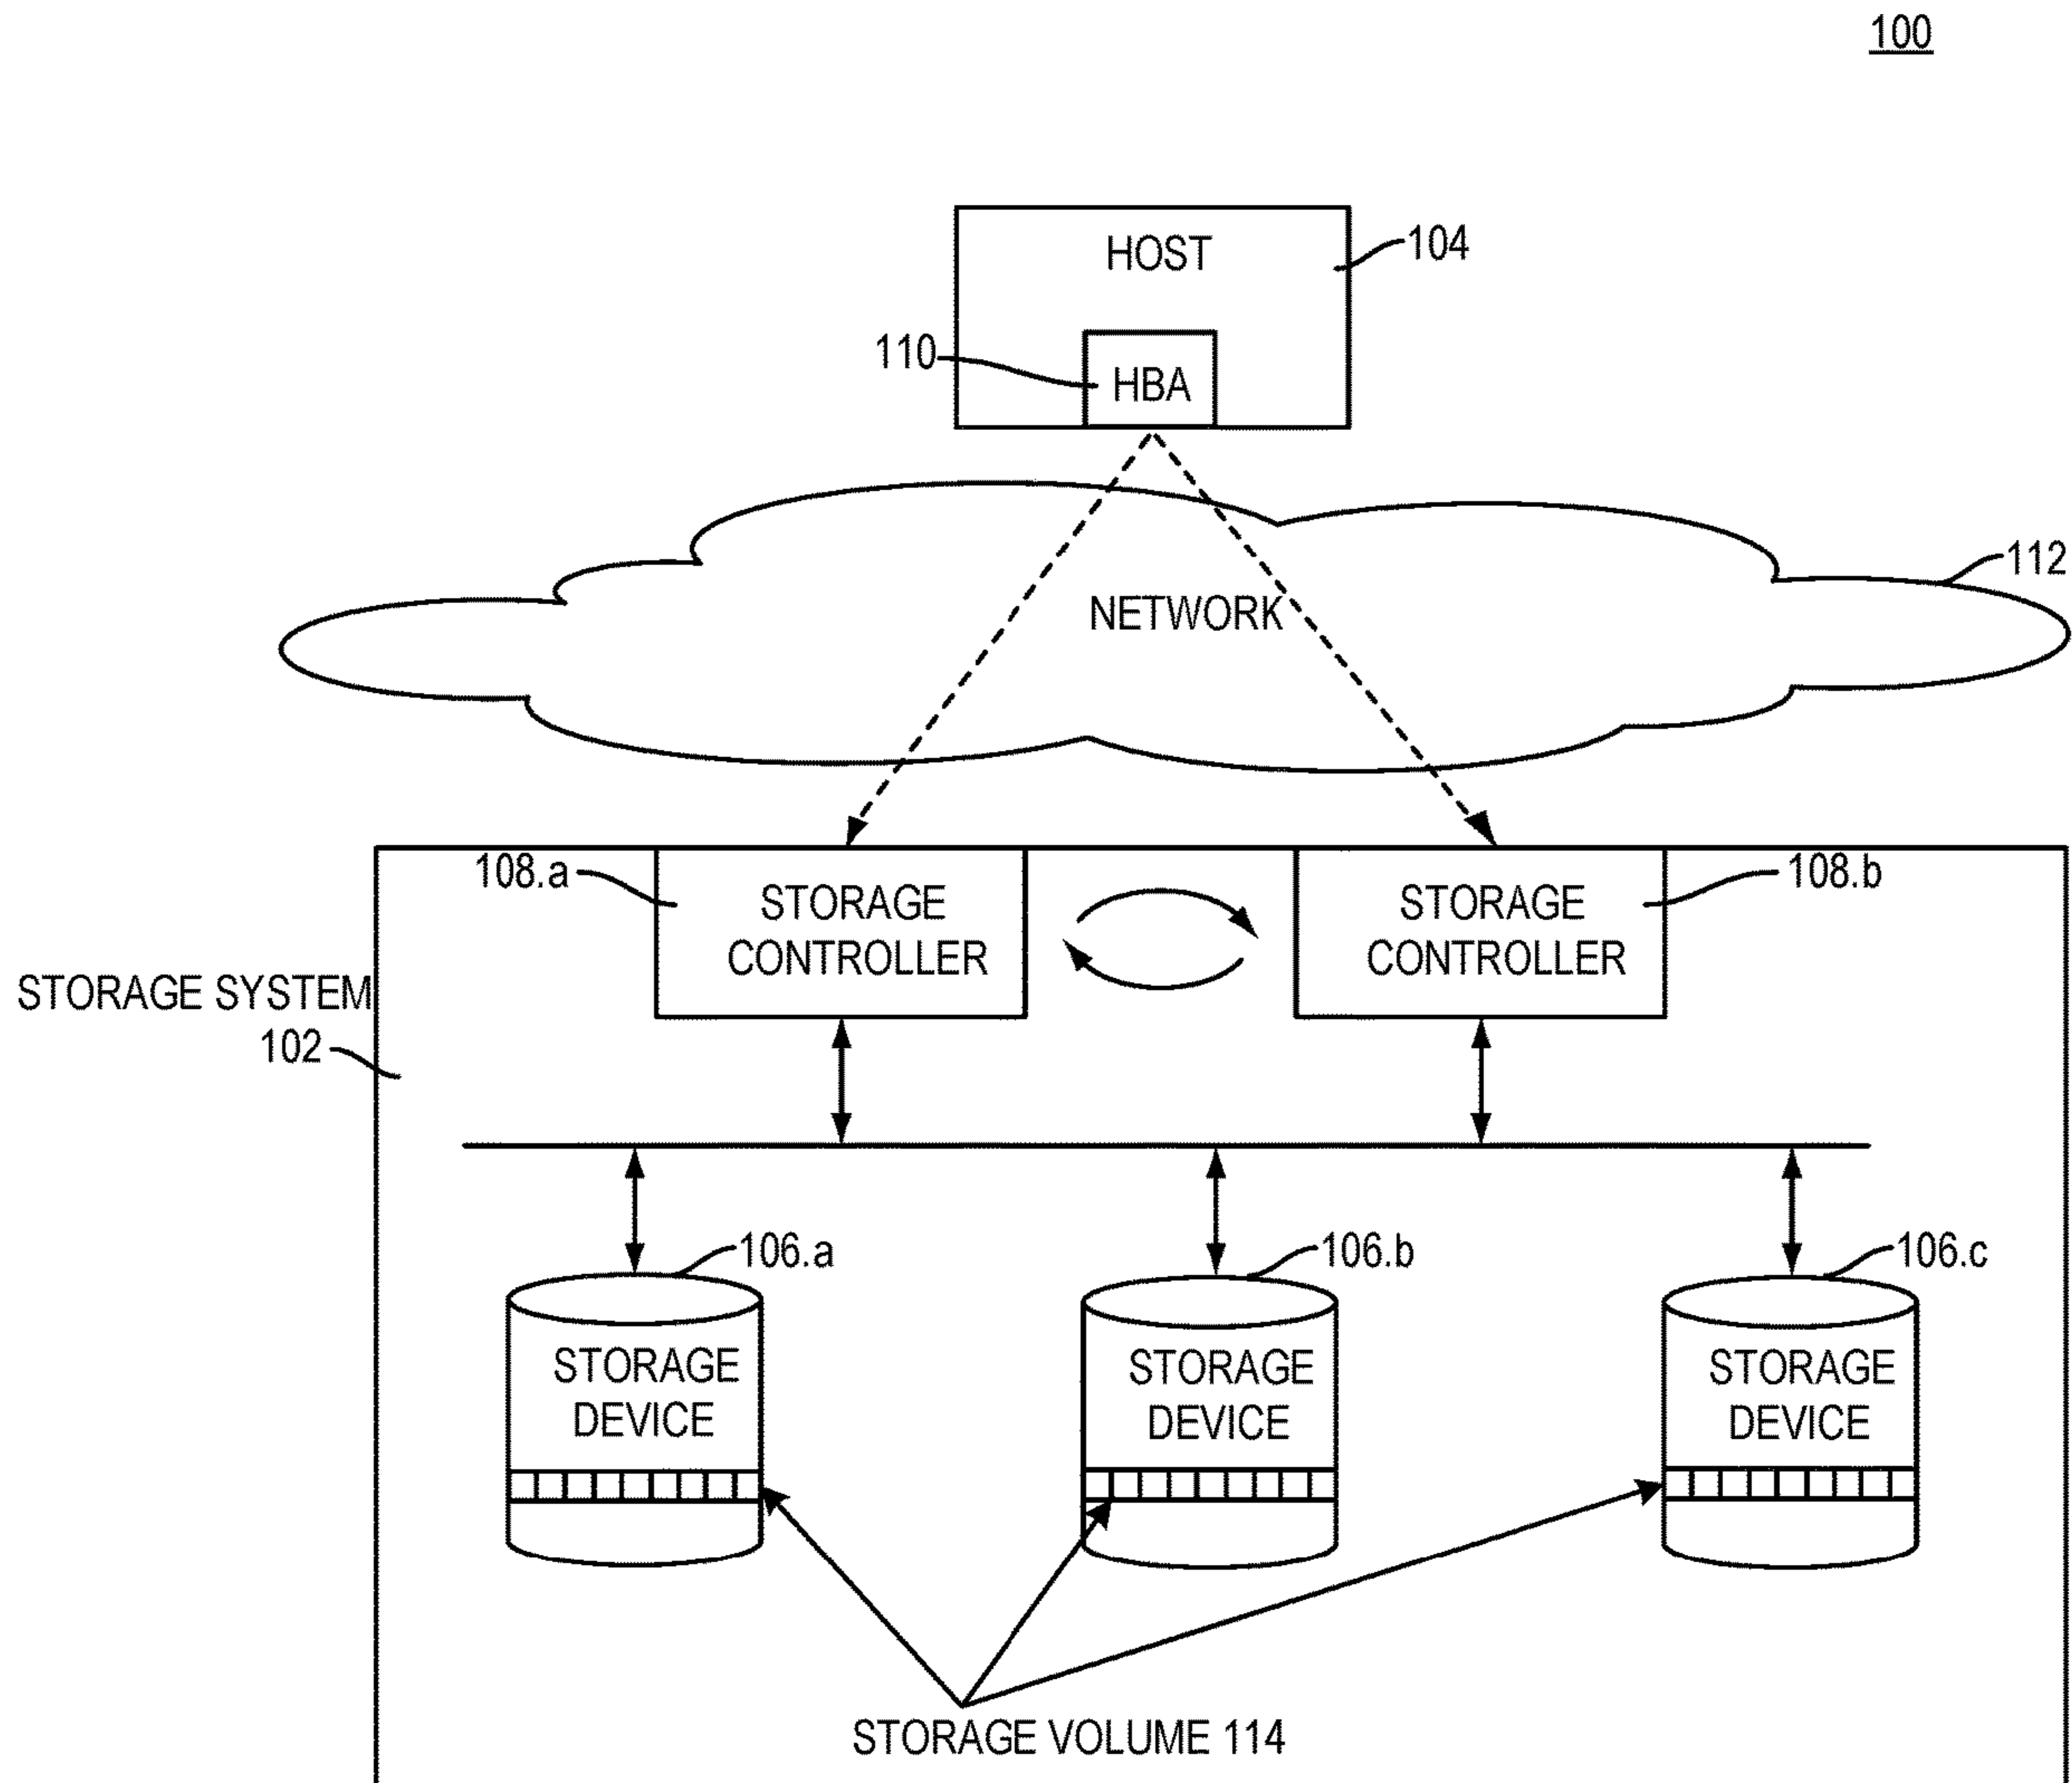 100
HOST
104
110
HBA
112
NETWORK
108.a
STORAGE
CONTROLLER
STORAGE
CONTROLLER
108.b
STORAGE SYSTEM
102
106.a
106.b
106.c
STORAGE
DEVICE
STORAGE
DEVICE
STORAGE
DEVICE
STORAGE VOLUME 114